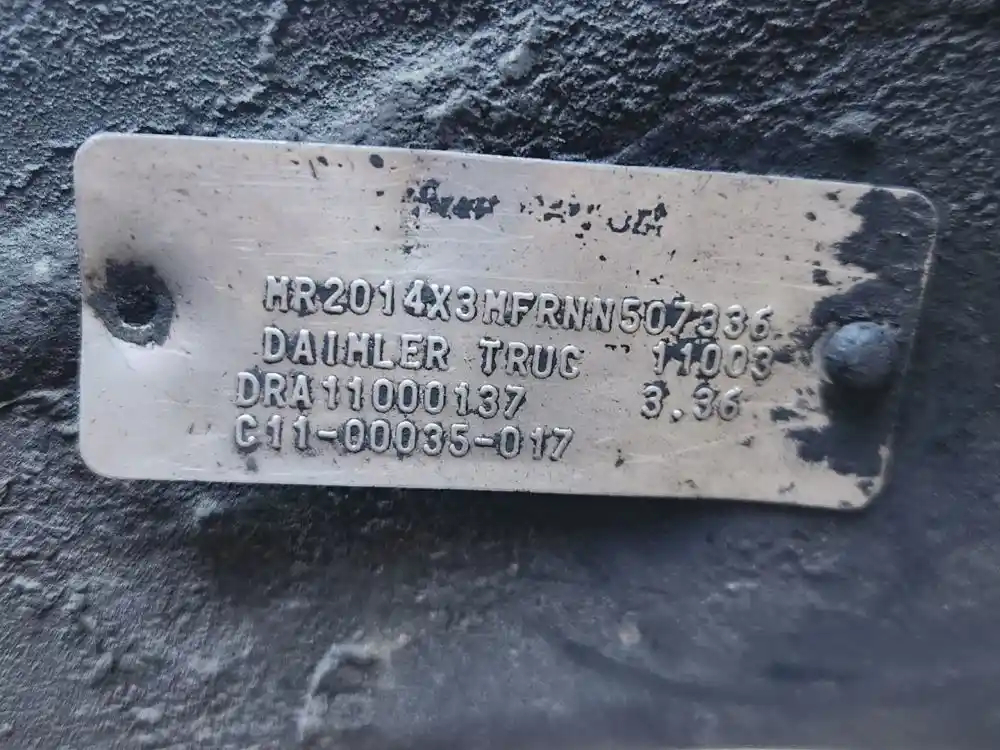 MR2014X3MFRNN507336
DAIMLER TRUC 11003
DRA11000137 3.36
C11-00035-017